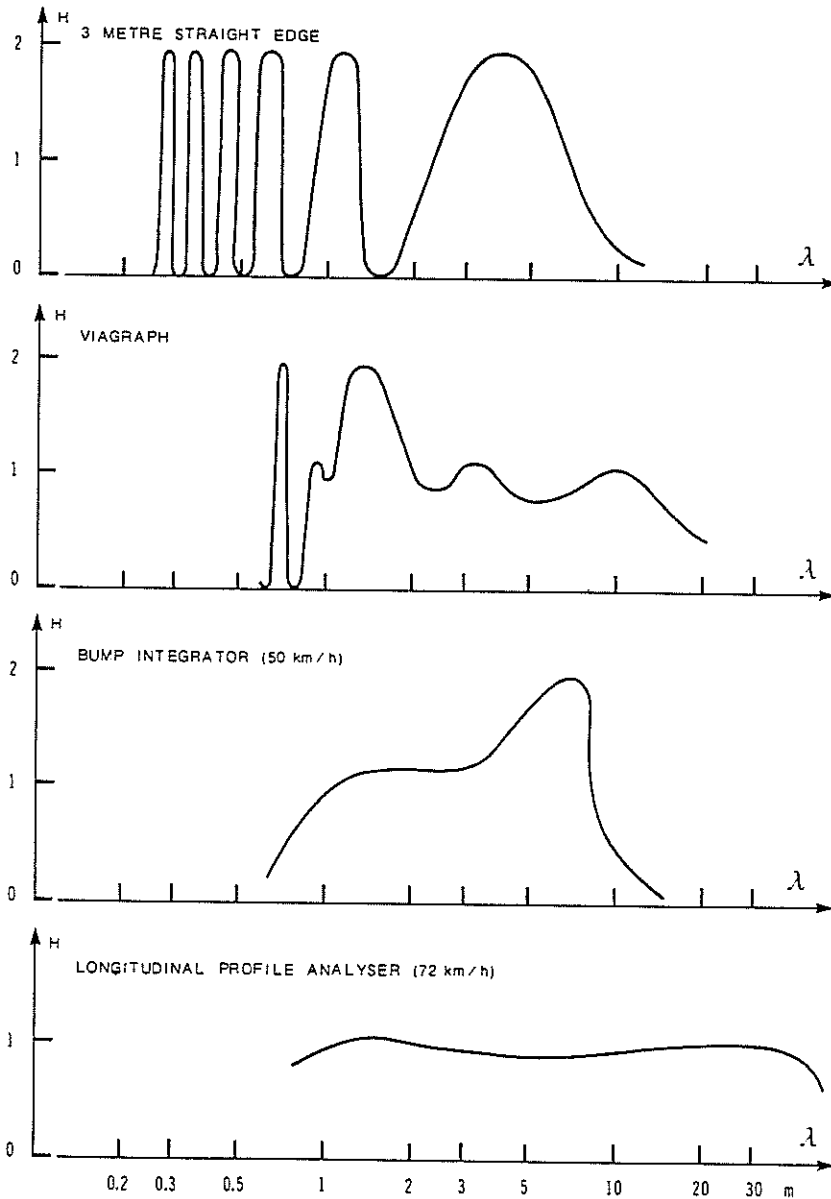 H
3 METRE STRAIGHT EDGE
2
1
0
λ
H
VIAGRAPH
2
1
0
λ
H
BUMP INTEGRATOR (50 km/h)
2
1
0
λ
H
LONGITUDINAL PROFILE ANALYSER (72 km/h)
1
0
λ
0.2 0.3 0.5 1 2 3 5 10 20 30 m